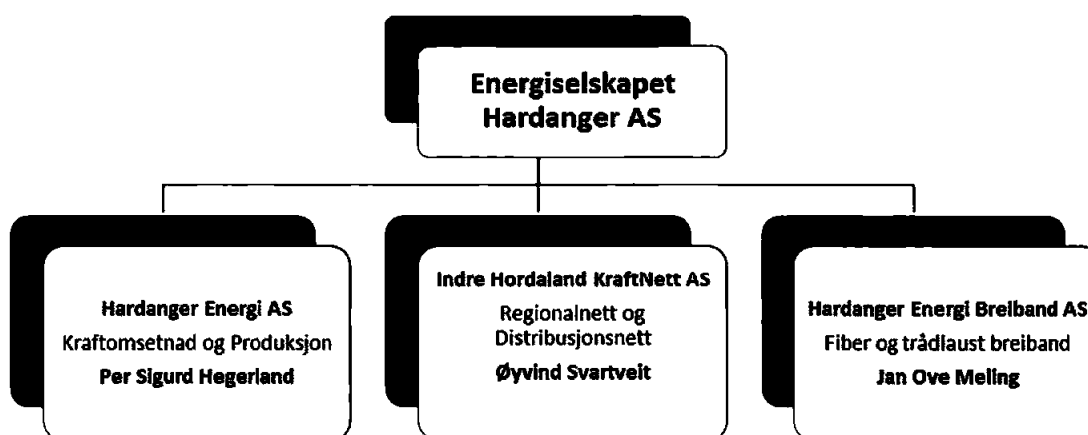 Energiselskapet
Hardanger AS
Hardanger Energi AS
Kraftomsetnad og Produksjon
Per Sigurd Hegerland
Indre Hordaland KraftNett AS
Regionalnett og
Distribusjonsnett
Øyvind Svartveit
Hardanger Energi Breiband AS
Fiber og trådlaust breiband
Jan Ove Meling